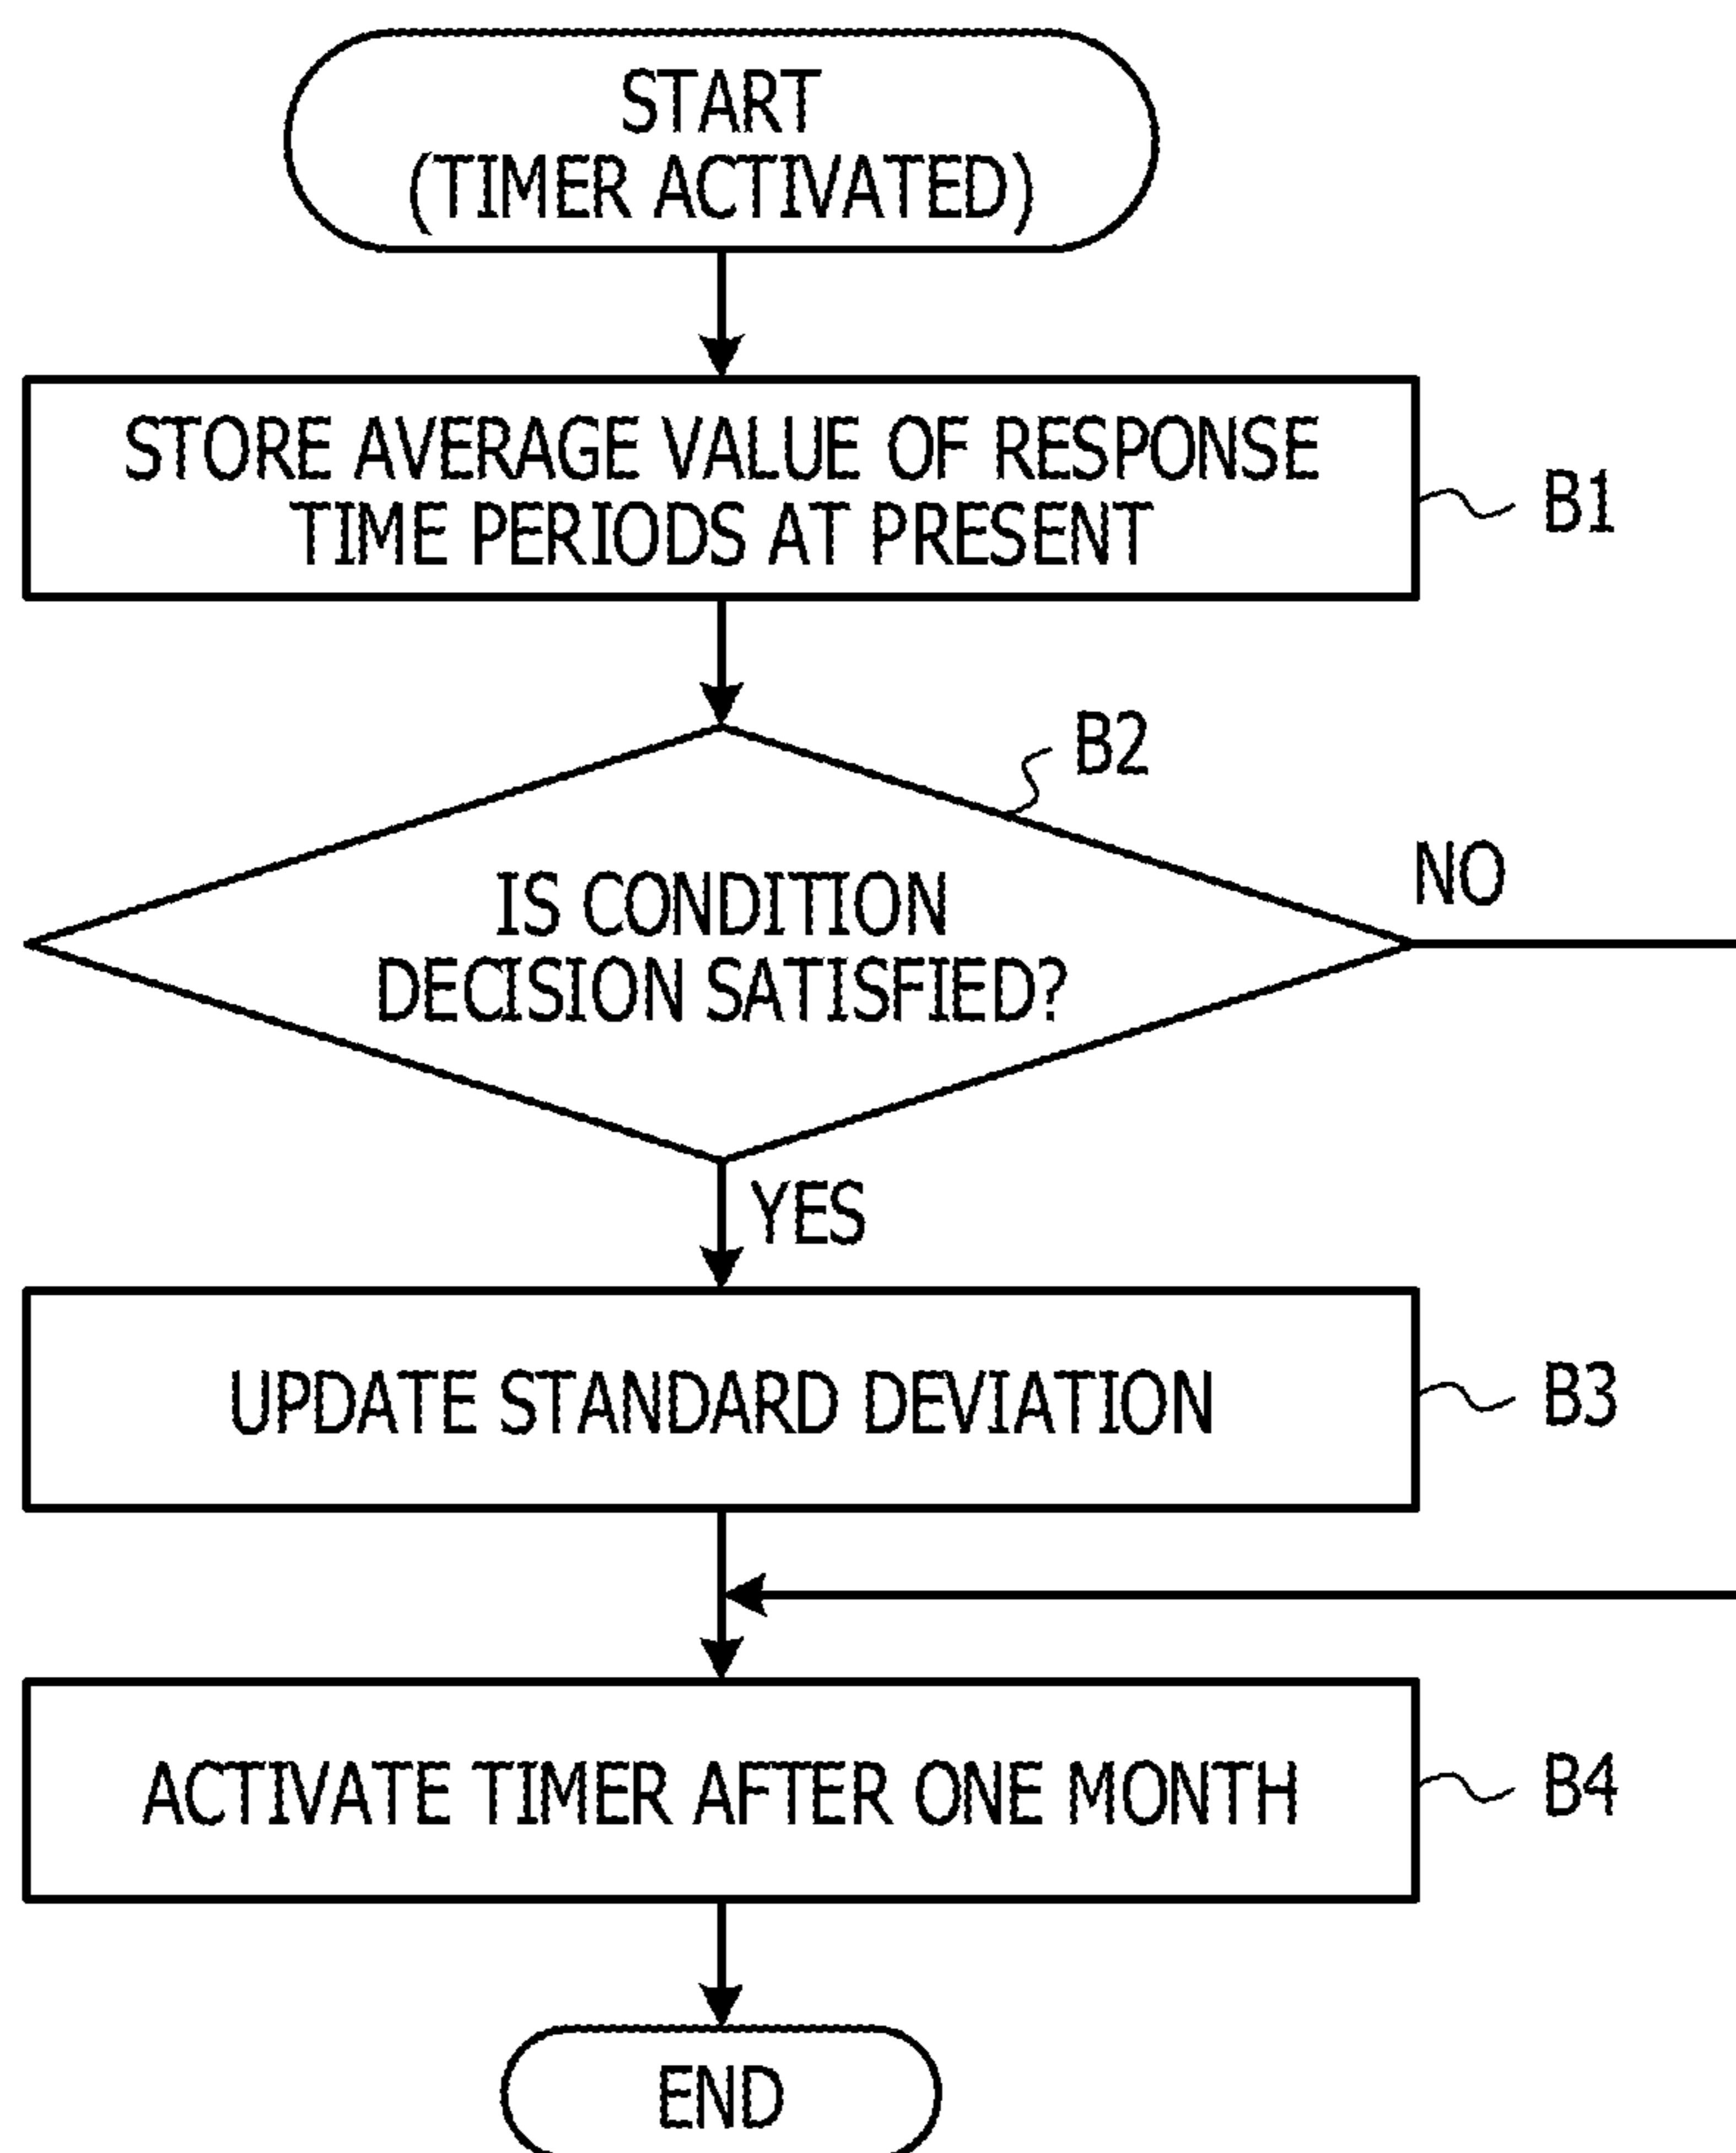 START
(TIMER ACTIVATED)
STORE AVERAGE VALUE OF RESPONSE
TIME PERIODS AT PRESENT
B1
B2
IS CONDITION
DECISION SATISFIED?
NO
YES
UPDATE STANDARD DEVIATION
B3
ACTIVATE TIMER AFTER ONE MONTH
B4
END